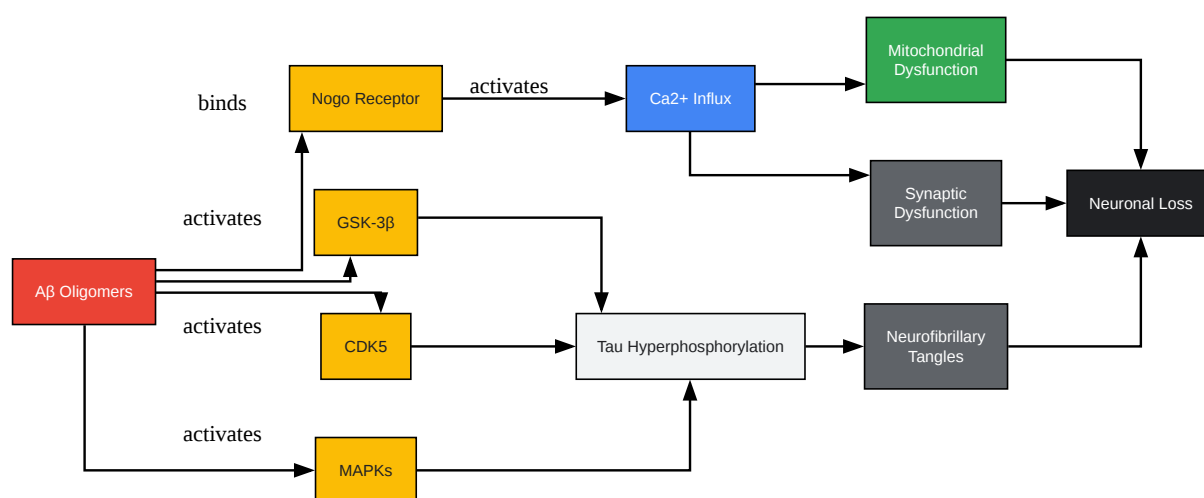 Mitochondrial
Dysfunction
binds
Nogo Receptor
activates
Ca2+ Influx
Synaptic
Dysfunction
Neuronal Loss
activates
GSK-3β
Aβ Oligomers
activates
CDK5
Tau Hyperphosphorylation
Neurofibrillary
Tangles
activates
MAPKs